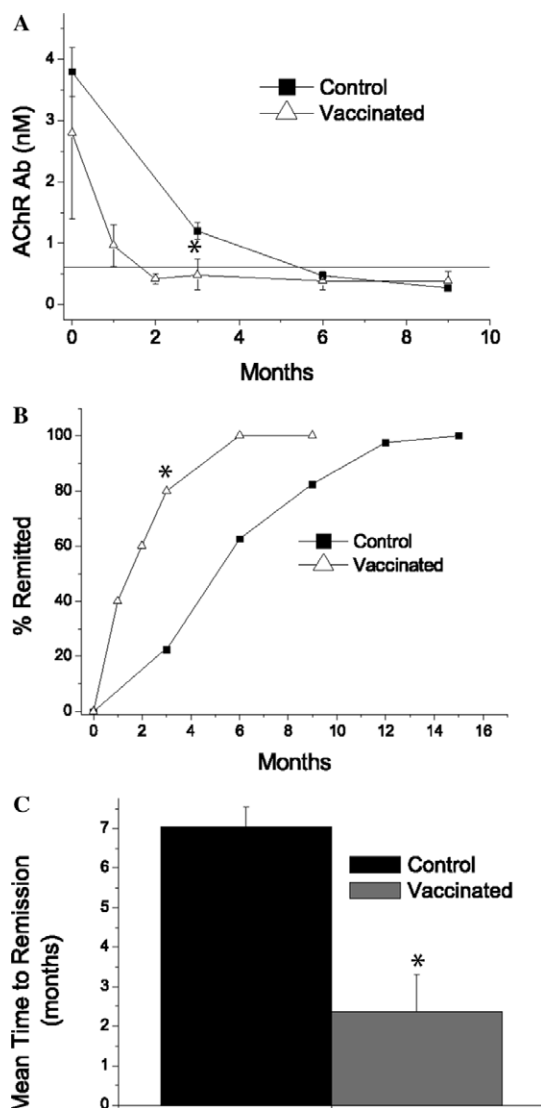 A
AChR Ab (nM)
4
3
2
1
0
Control
Vaccinated
*
0 2 4 6 8 10
Months
B
% Remitted
100
80
60
40
20
0
*
Control
Vaccinated
0 2 4 6 8 10 12 14 16
Months
C
Mean Time to Remission
(months)
7
6
5
4
3
2
1
0
Control
Vaccinated
*